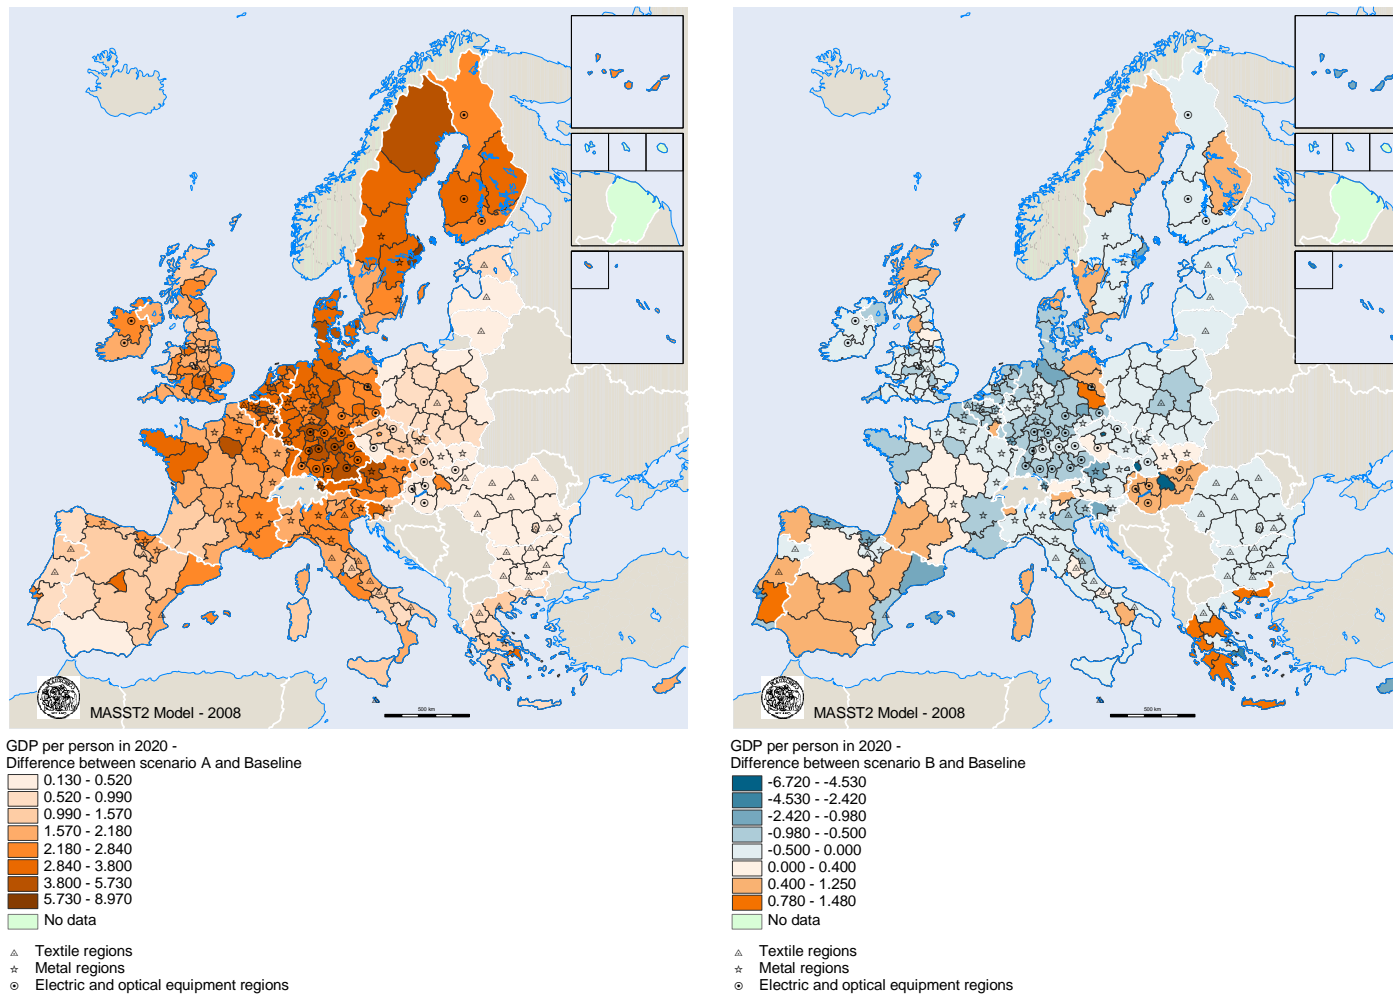 500 km
MASST2 Model - 2008
GDP per person in 2020 -
Difference between scenario A and Baseline
0.130 - 0.520
0.520 - 0.990
0.990 - 1.570
1.570 - 2.180
2.180 - 2.840
2.840 - 3.800
3.800 - 5.730
5.730 - 8.970
No data
Textile regions
Metal regions
Electric and optical equipment regions
500 km
MASST2 Model - 2008
GDP per person in 2020 -
Difference between scenario B and Baseline
-6.720 - -4.530
-4.530 - -2.420
-2.420 - -0.980
-0.980 - -0.500
-0.500 - 0.000
0.000 - 0.400
0.400 - 1.250
0.780 - 1.480
No data
Textile regions
Metal regions
Electric and optical equipment regions